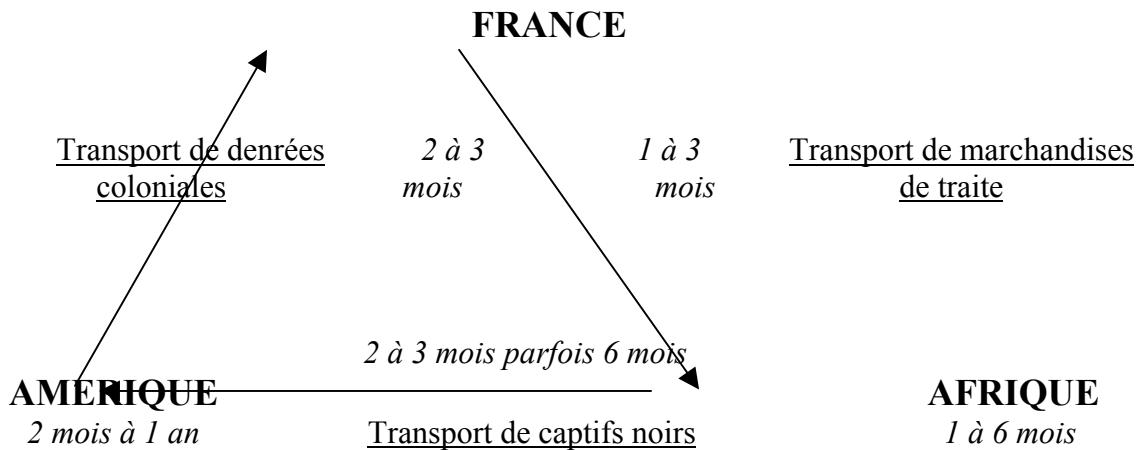 FRANCE
Transport de denrées 2 à 3 1 à 3 Transport de marchandises
coloniales mois mois de traite
2 à 3 mois parfois 6 mois
AMERIQUE AFRIQUE
2 mois à 1 an Transport de captifs noirs 1 à 6 mois